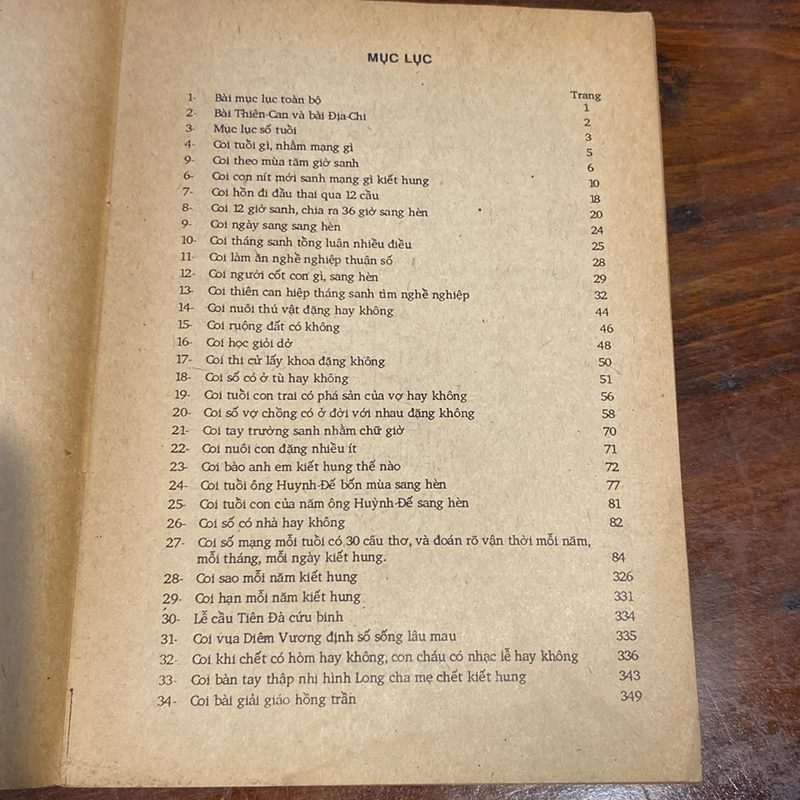 MỤC LỤC
Trang
1- Bài mục lục toàn bộ 1
2- Bài Thiên-Can và bài Địa-Chi 2
3- Mục lục số tuổi 3
4- Coi tuổi gì, nhằm mạng gì 5
9- Coi theo mùa tăm giờ sanh 6
6- Coi con nít mới sanh mạng gì kiết hung 10
7- Coi hồn đi đầu thai qua 12 cầu 18
8- Coi 12 giờ sanh, chia ra 36 giờ sang hèn 20
9- Coi ngày sang sang hèn 24
10- Coi tháng sanh tổng luận nhiều điều 25
11- Coi làm ăn nghề nghiệp thuận số 28
12- Coi người cốt con gì, sang hèn 29
13- Coi thiên can hiệp tháng sanh tìm nghề nghiệp 32
14- Coi nuôi thú vật đặng hay không 44
15- Coi ruộng đất có không 46
16- Coi học giỏi dở 48
17- Coi thi cử lấy khoa đặng không 50
18- Coi số có ở tù hay không 51
19- Coi tuổi con trai có phá sản của vợ hay không 56
20- Coi số vợ chồng có ở đời với nhau đặng không 58
21- Coi tay trường sanh nhằm chữ giờ 70
22- Coi nuôi con đặng nhiều ít 71
23- Coi bào anh em kiết hung thế nào 72
24- Coi tuổi ông Huynh-Đế bốn mùa sang hèn 77
25- Coi tuổi con của năm ông Huỳnh-Đế sang hèn 81
26- Coi số có nhà hay không 82
27- Coi số mạng mỗi tuổi có 30 câu thơ, và đoán rõ vận thời mỗi năm,
mỗi tháng, mỗi ngày kiết hung. 84
28- Coi sao mỗi năm kiết hung 326
29- Coi hạn mỗi năm kiết hung 331
30- Lễ cầu Tiên Đà cứu binh 334
31- Coi vua Diêm Vương định số sống lâu mau 335
32- Coi khi chết có hòm hay không, con cháu có nhạc lễ hay không 336
33- Coi bàn tay thập nhi hình Long cha mẹ chết kiết hung 343
34- Coi bài giải giáo hồng trần 349